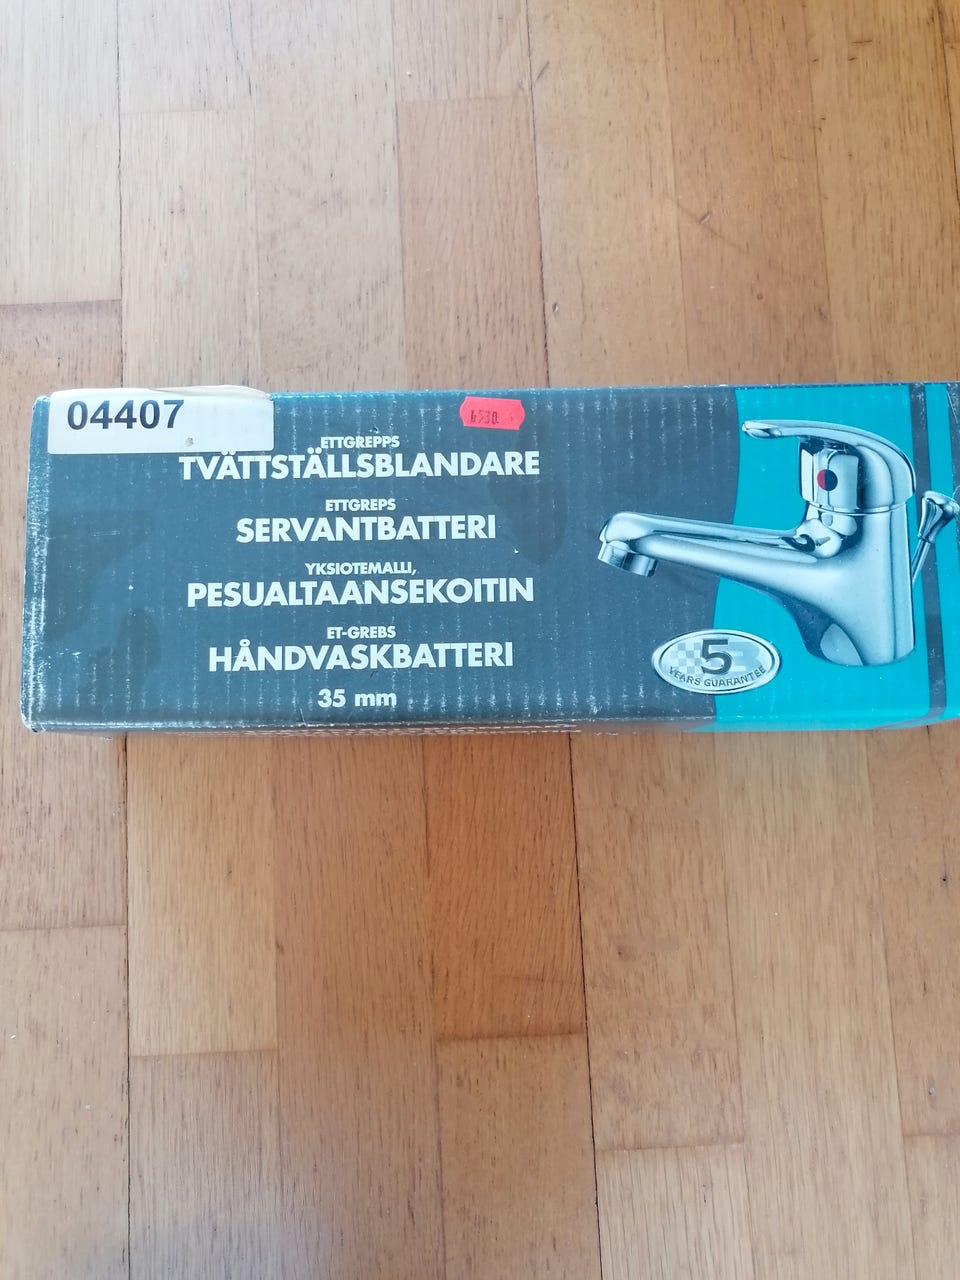 04407
ETTGREPPS
TVÄTTSTÄLLSBLANDARE
ETTGREPS
SERVANTBATTERI
YKSIOTEMALLI,
PESUALTAANSEKOITIN
ET-GREBS
HÅNDVASKBATTERI
35 mm
5
YEARS GUARANTEE